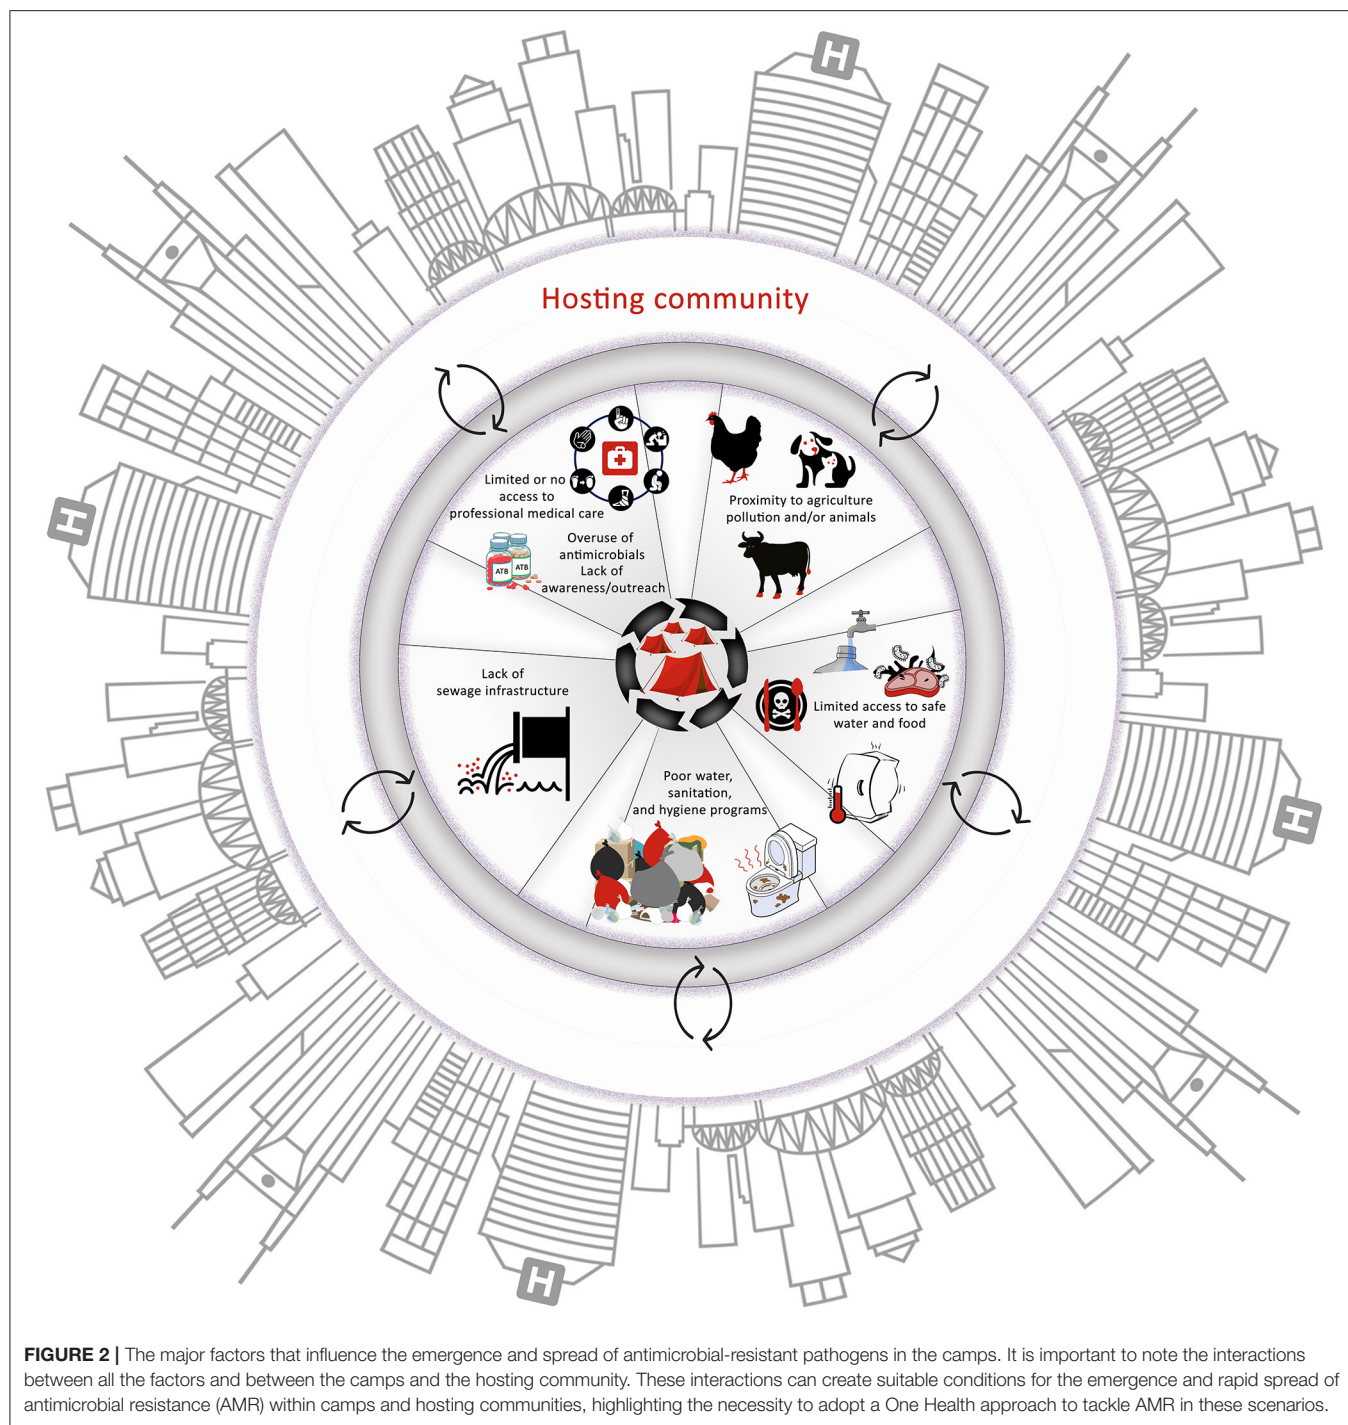 H
Hosting community
Limited or no
access to
professional medical care
Proximity to agriculture
pollution and/or animals
H
Overuse of
antimicrobials
Lack of
awareness/outreach
ATB
ATB
Lack of
sewage infrastructure
Limited access to safe
water and food
Poor water,
sanitation,
and hygiene programs
H
H
FIGURE 2 | The major factors that influence the emergence and spread of antimicrobial-resistant pathogens in the camps. It is important to note the interactions
between all the factors and between the camps and the hosting community. These interactions can create suitable conditions for the emergence and rapid spread of
antimicrobial resistance (AMR) within camps and hosting communities, highlighting the necessity to adopt a One Health approach to tackle AMR in these scenarios.